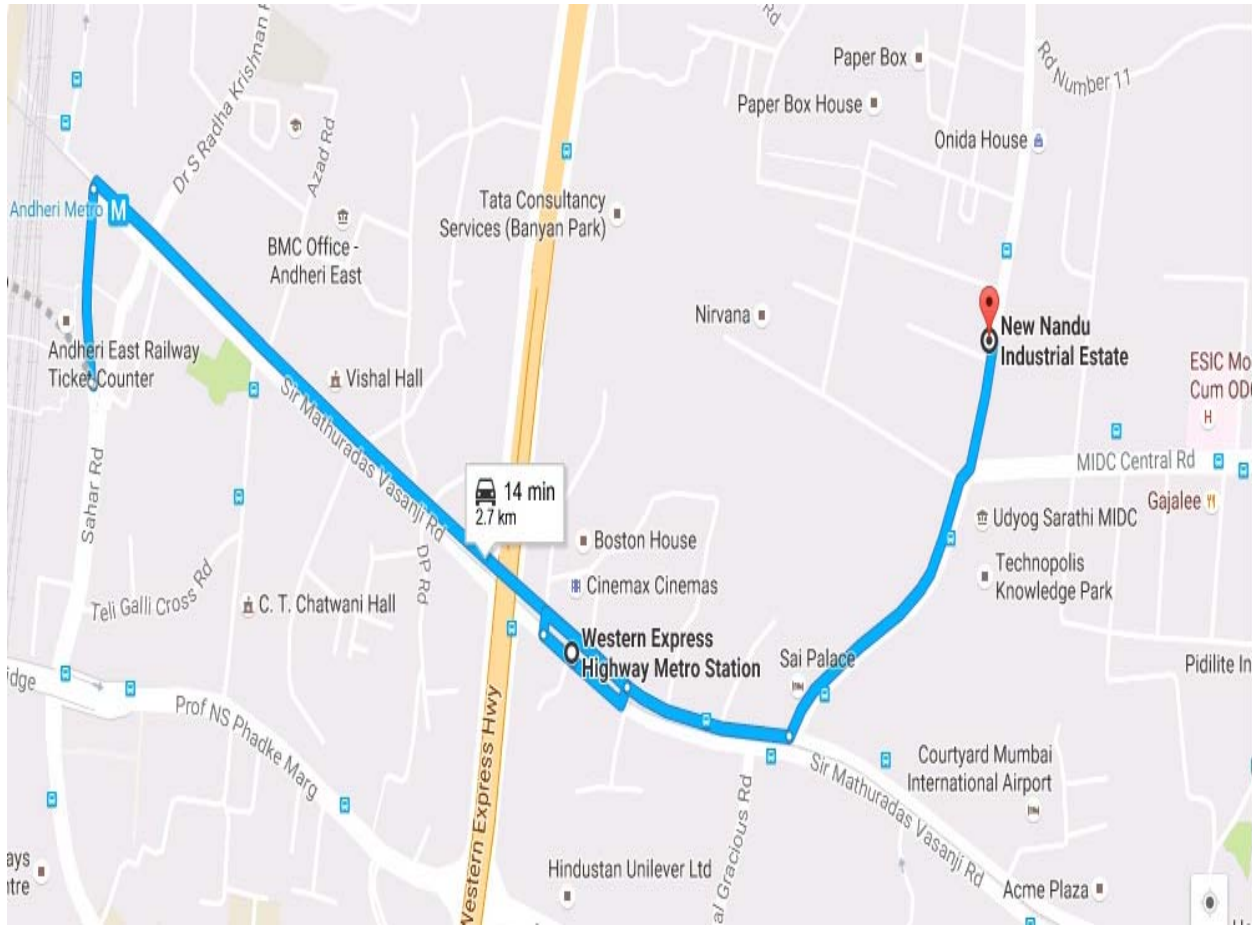 Rd
Paper Box
Rd Number 11
Paper Box House
Onida House
Dr S Radha Krishnan
Azad Rd
Andheri Metro M
Tata Consultancy
Services (Banyan Park)
BMC Office -
Andheri East
Nirvana
New Nandu
Industrial Estate
Andheri East Railway
Ticket Counter
ESIC Mo
Cum ODC
H
Vishal Hall
Sir Mathuradas Vasanji Rd
MIDC Central Rd
Sahar Rd
14 min
2.7 km
Gajalee
Boston House
Udyog Sarathi MIDC
DP Rd
Technopolis
Knowledge Park
Cinemax Cinemas
Teli Galli Cross Rd
C. T. Chatwani Hall
Western Express
Highway Metro Station
Sai Palace
Pidilite In
idge
Prof NS Phadke Marg
Western Express Hwy
Courtyard Mumbai
International Airport
Sir Mathuradas Vasanji Rd
al Gracious Rd
Hindustan Unilever Ltd
ays
ntre
Acme Plaza